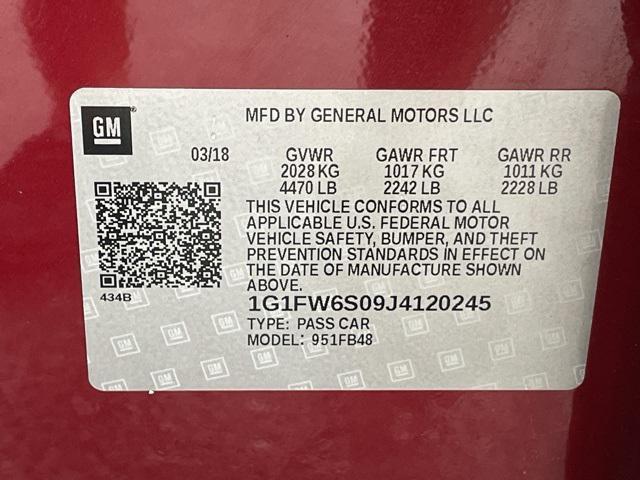 GM
MFD BY GENERAL MOTORS LLC
03/18 GVWR GAWR FRT GAWR RR
2028 KG 1017 KG 1011 KG
4470 LB 2242 LB 2228 LB
THIS VEHICLE CONFORMS TO ALL
APPLICABLE U.S. FEDERAL MOTOR
VEHICLE SAFETY, BUMPER, AND THEFT
PREVENTION STANDARDS IN EFFECT ON
THE DATE OF MANUFACTURE SHOWN
ABOVE.
434B
1G1FW6S09J4120245
TYPE: PASS CAR
MODEL: 951FB48